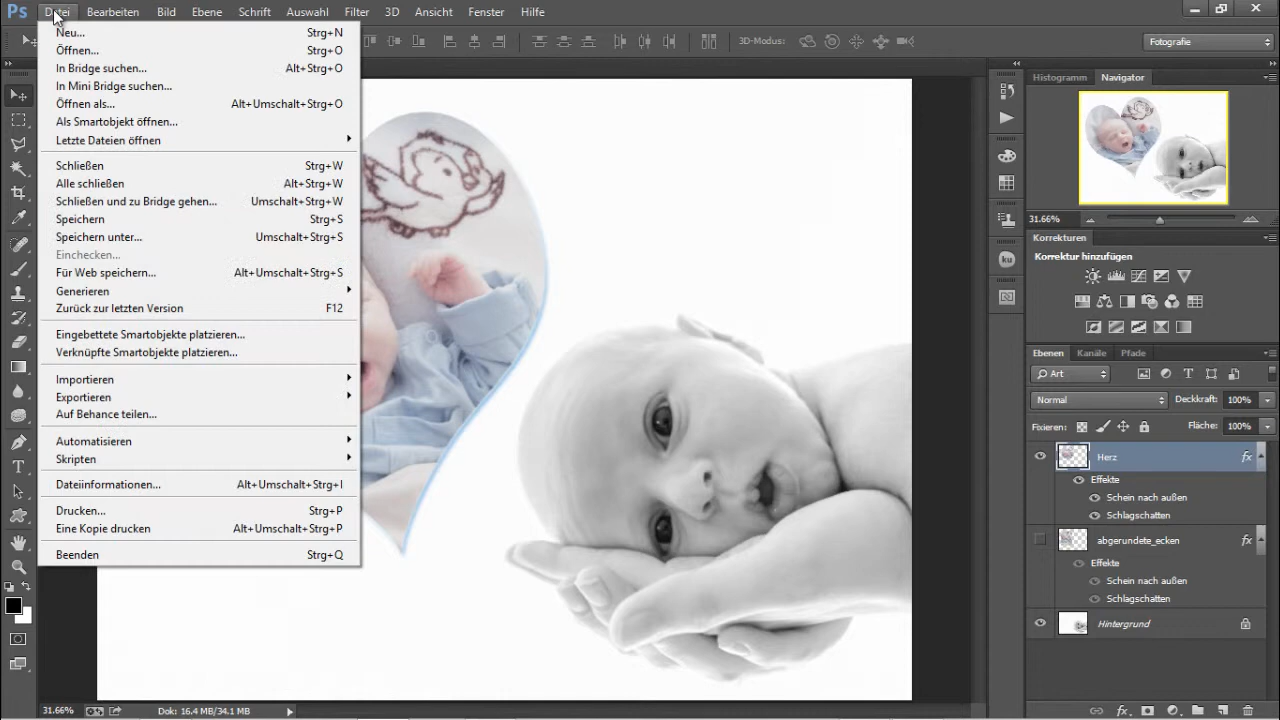 Ps Datei Bearbeiten Bild Ebene Schrift Auswahl Filter 3D Ansicht Fenster Hilfe
3D-Modus: Fotografie
Neu... Strg+N
Öffnen... Strg+O
In Bridge suchen... Alt+Strg+O
In Mini Bridge suchen...
Öffnen als... Alt+Umschalt+Strg+O
Als Smartobjekt öffnen...
Letzte Dateien öffnen
Schließen Strg+W
Alle schließen Alt+Strg+W
Schließen und zu Bridge gehen... Umschalt+Strg+W
Speichern Strg+S
Speichern unter... Umschalt+Strg+S
Einchecken...
Für Web speichern... Alt+Umschalt+Strg+S
Generieren
Zurück zur letzten Version F12
Eingebettete Smartobjekte platzieren...
Verknüpfte Smartobjekte platzieren...
Importieren
Exportieren
Auf Behance teilen...
Automatisieren
Skripten
Dateiinformationen... Alt+Umschalt+Strg+I
Drucken... Strg+P
Eine Kopie drucken Alt+Umschalt+Strg+P
Beenden Strg+Q
Histogramm Navigator
31.66%
Korrekturen
Korrektur hinzufügen
ku
Ebenen Kanäle Pfade
Art
Normal Deckkraft: 100%
Fixieren: Fläche: 100%
Herz fx
Effekte
Schein nach außen
Schlagschatten
abgerundete_ecken fx
Effekte
Schein nach außen
Schlagschatten
Hintergrund
31.66% Dok: 16.4 MB/34.1 MB
fx